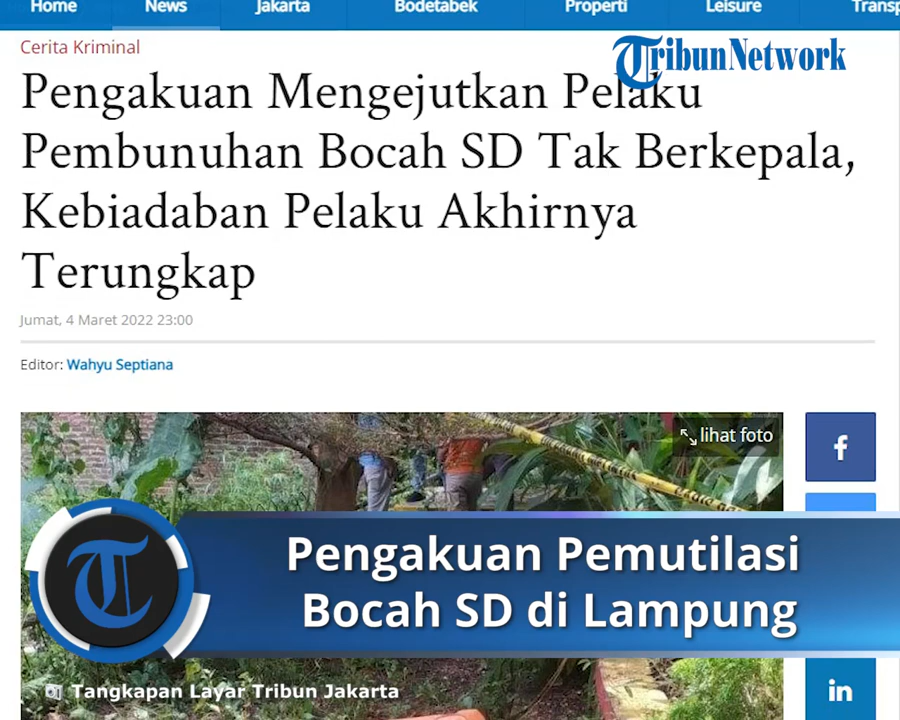 Home News Jakarta Bodetabek Properti Leisure Transp
Cerita Kriminal
TribunNetwork
Pengakuan Mengejutkan Pelaku
Pembunuhan Bocah SD Tak Berkepala,
Kebiadaban Pelaku Akhirnya
Terungkap
Jumat, 4 Maret 2022 23:00
Editor: Wahyu Septiana
lihat foto
f
T
Pengakuan Pemutilasi
Bocah SD di Lampung
Tangkapan Layar Tribun Jakarta
in